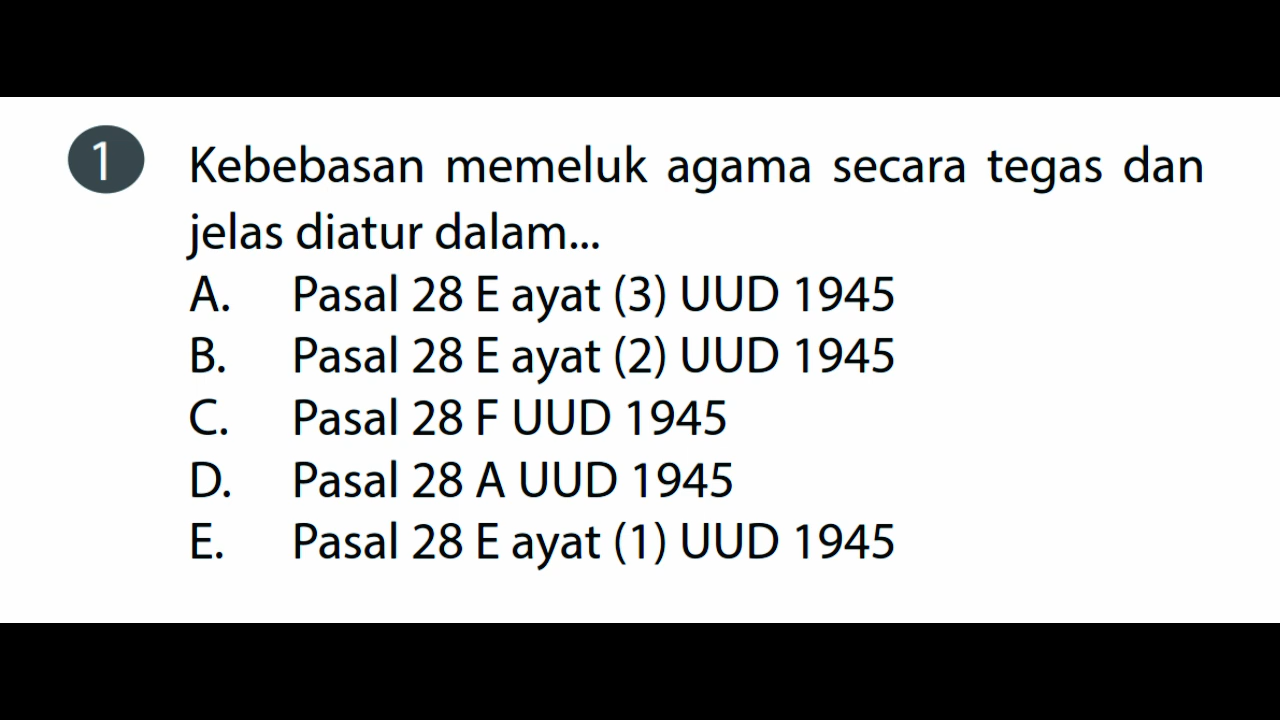 1 Kebebasan memeluk agama secara tegas dan
jelas diatur dalam...
A. Pasal 28 E ayat (3) UUD 1945
B. Pasal 28 E ayat (2) UUD 1945
C. Pasal 28 F UUD 1945
D. Pasal 28 A UUD 1945
E. Pasal 28 E ayat (1) UUD 1945